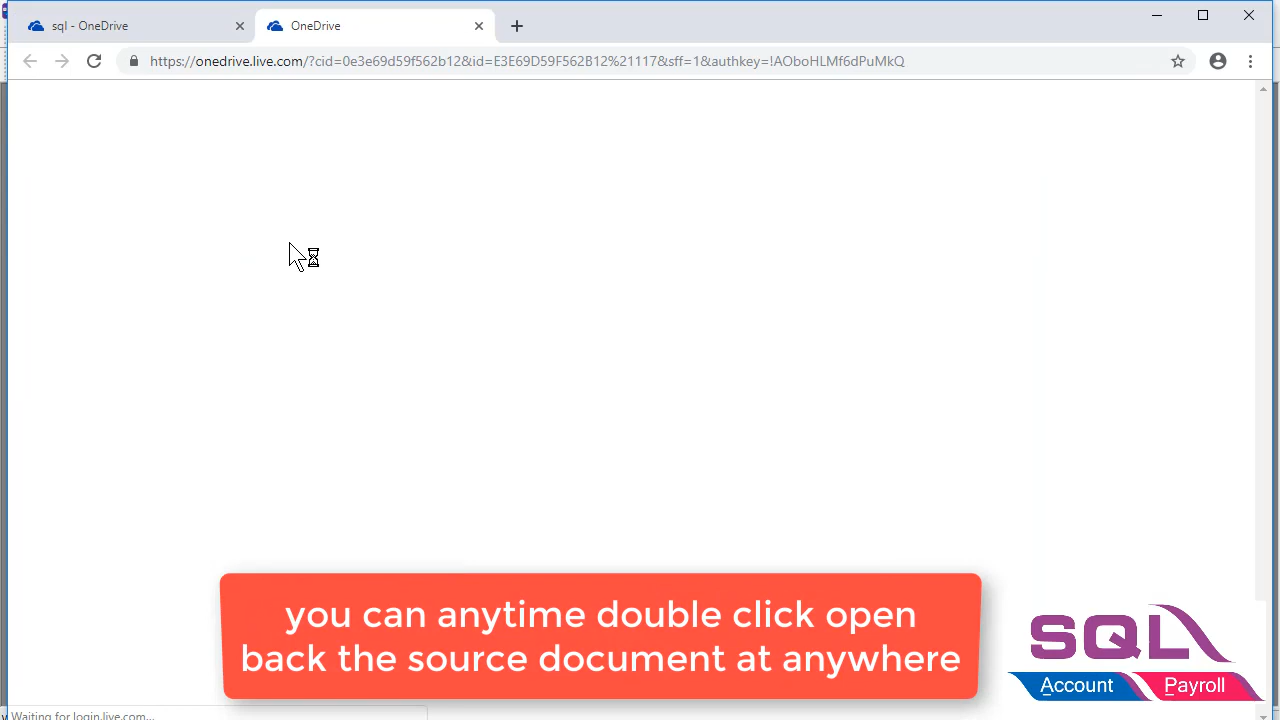 sql - OneDrive
OneDrive
https://onedrive.live.com/?cid=0e3e69d59f562b12&id=E3E69D59F562B12%21117&sff=1&authkey=!AOboHLMf6dPuMkQ
you can anytime double click open
back the source document at anywhere
SQL
Account Payroll
Waiting for login.live.com...